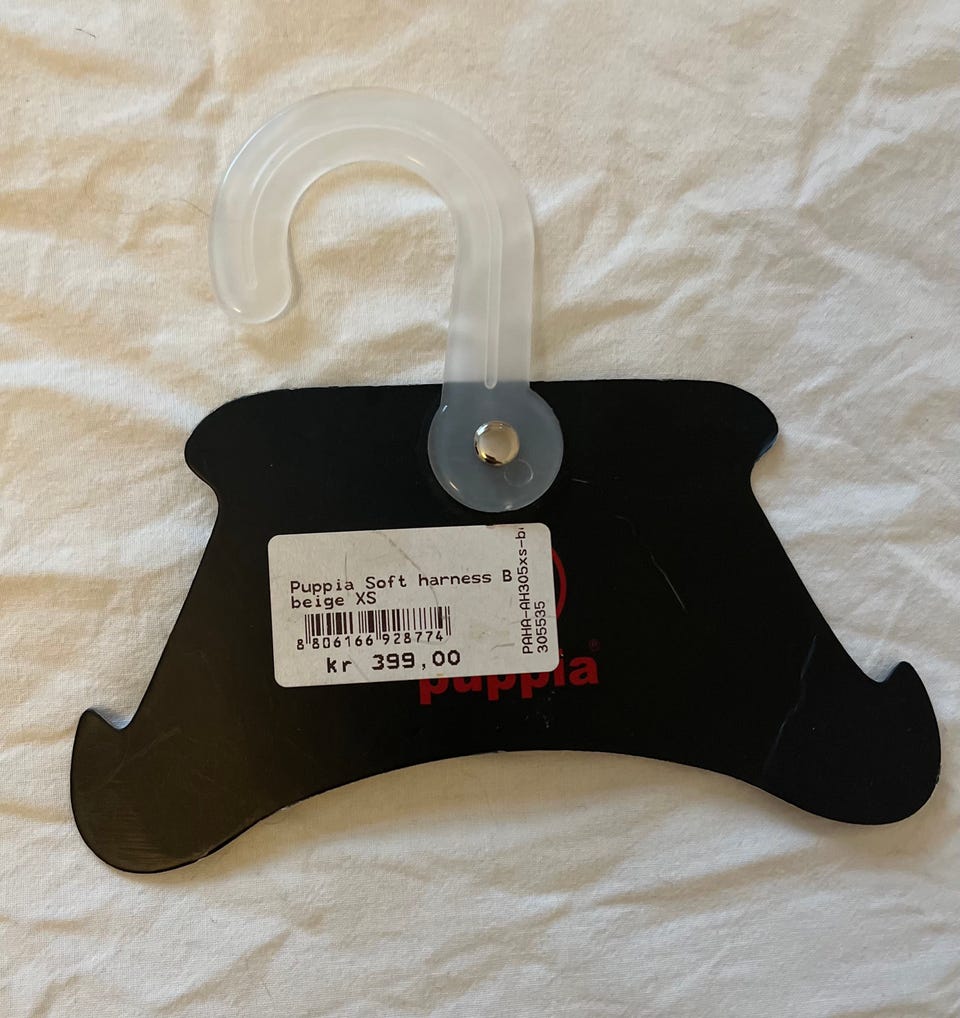 Puppia Soft harness B
beige XS
8 806166 928774
kr 399,00
PAHA-AH305xs-b
305535
puppia®